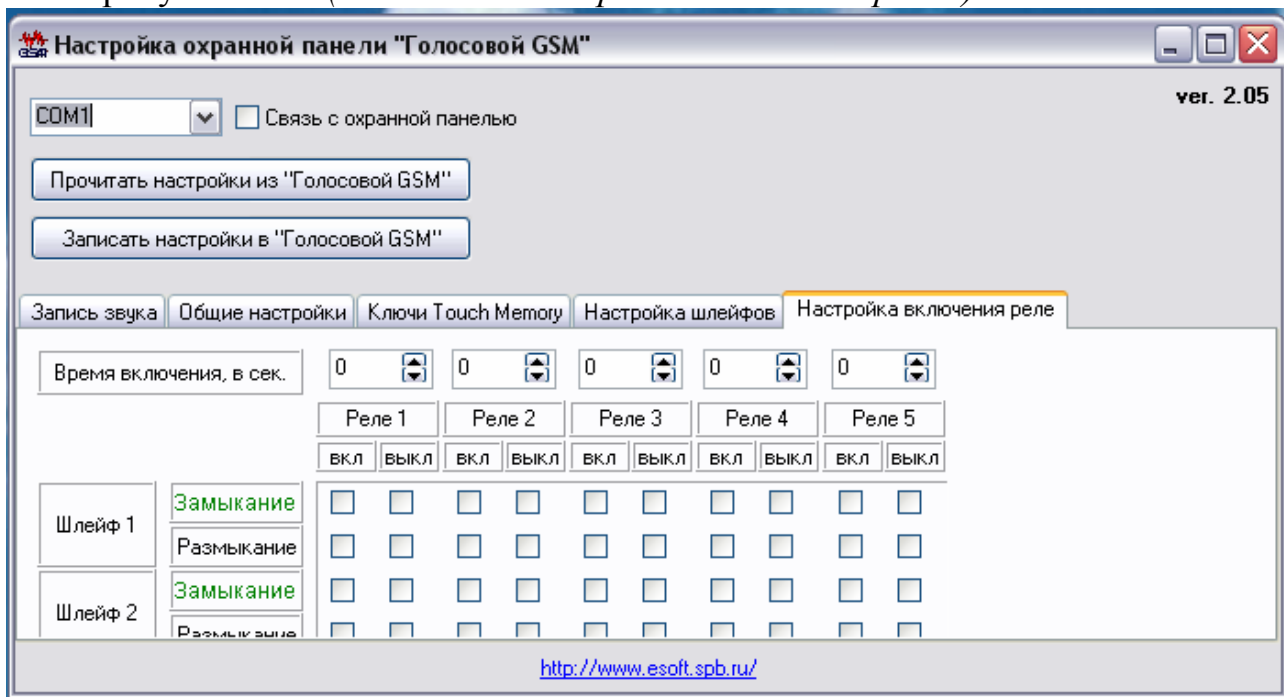 Настройка охранной панели "Голосовой GSM"
ver. 2.05
COM1 Связь с охранной панелью
Прочитать настройки из "Голосовой GSM"
Записать настройки в "Голосовой GSM"
Запись звука Общие настройки Ключи Touch Memory Настройка шлейфов Настройка включения реле
Время включения, в сек. 0 0 0 0 0
Реле 1 Реле 2 Реле 3 Реле 4 Реле 5
вкл выкл вкл выкл вкл выкл вкл выкл вкл выкл
Шлейф 1
Замыкание
Размыкание
Шлейф 2
Замыкание
Размыкание
http://www.esoft.spb.ru/